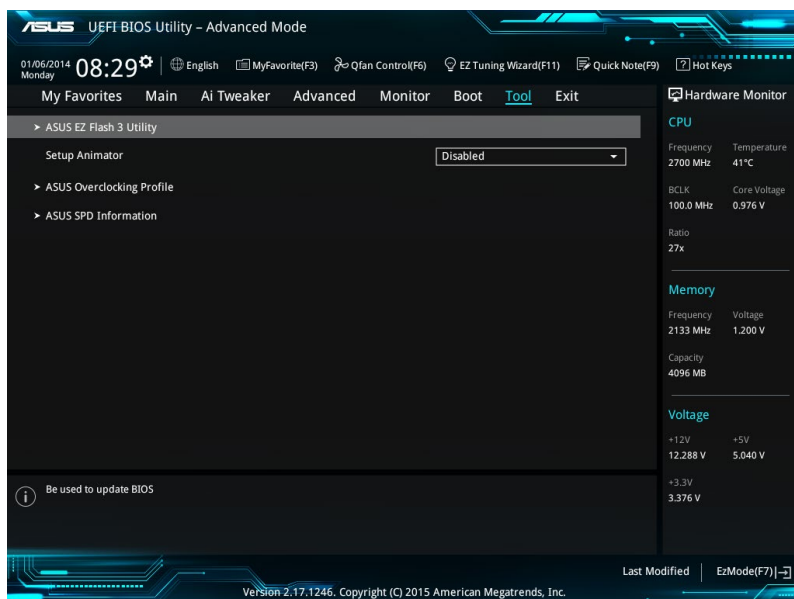 ASUS UEFI BIOS Utility – Advanced Mode
01/06/2014
Monday
08:29
English
MyFavorite(F3)
Qfan Control(F6)
EZ Tuning Wizard(F11)
Quick Note(F9)
? Hot Keys
My Favorites Main Ai Tweaker Advanced Monitor Boot Tool Exit
Hardware Monitor
> ASUS EZ Flash 3 Utility
Setup Animator Disabled
> ASUS Overclocking Profile
> ASUS SPD Information
CPU
Frequency Temperature
2700 MHz 41°C
BCLK Core Voltage
100.0 MHz 0.976 V
Ratio
27x
Memory
Frequency Voltage
2133 MHz 1.200 V
Capacity
4096 MB
Voltage
+12V +5V
12.288 V 5.040 V
+3.3V
3.376 V
i Be used to update BIOS
Last Modified
EzMode(F7)
Version 2.17.1246. Copyright (C) 2015 American Megatrends, Inc.